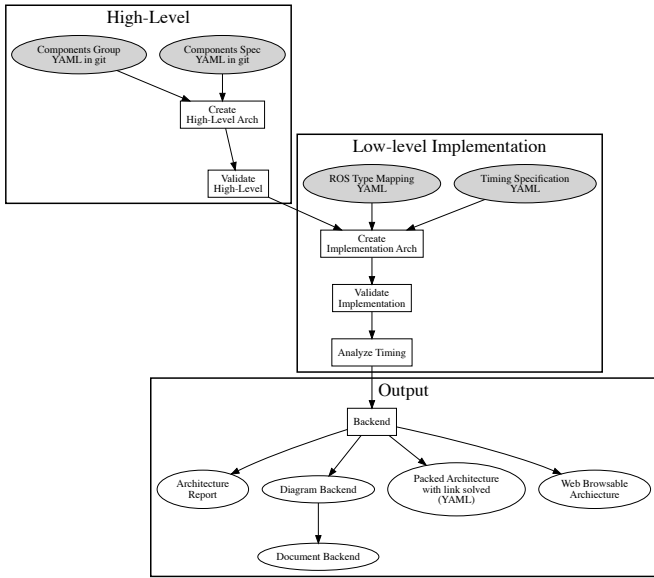 High-Level
Components Group
YAML in git
Components Spec
YAML in git
Create
High-Level Arch
Validate
High-Level
Low-level Implementation
ROS Type Mapping
YAML
Timing Specification
YAML
Create
Implementation Arch
Validate
Implementation
Analyze Timing
Output
Backend
Architecture
Report
Diagram Backend
Packed Architecture
with link solved
(YAML)
Web Browsable
Archiecture
Document Backend